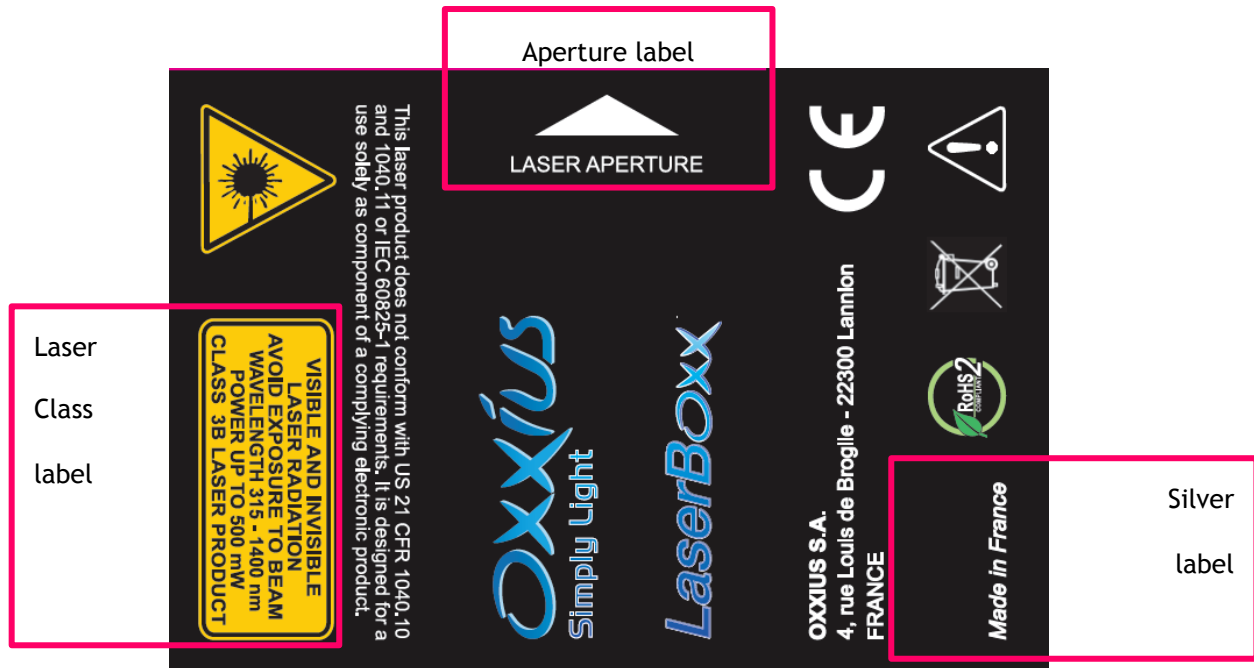 Aperture label
LASER APERTURE
This laser product does not conform with US 21 CFR 1040.10
and 1040.11 or IEC 60825-1 requirements. It is designed for a
use solely as component of a complying electronic product.
Laser
Class
label
VISIBLE AND INVISIBLE
LASER RADIATION
AVOID EXPOSURE TO BEAM
WAVELENGTH 315 - 1400 nm
POWER UP TO 500 mW
CLASS 3B LASER PRODUCT
Oxxius
Simply Light
LaserBoxx
CE
OXXIUS S.A.
4, rue Louis de Broglie - 22300 Lannion
FRANCE
RoHS2
COMPLIANT
Made in France
Silver
label